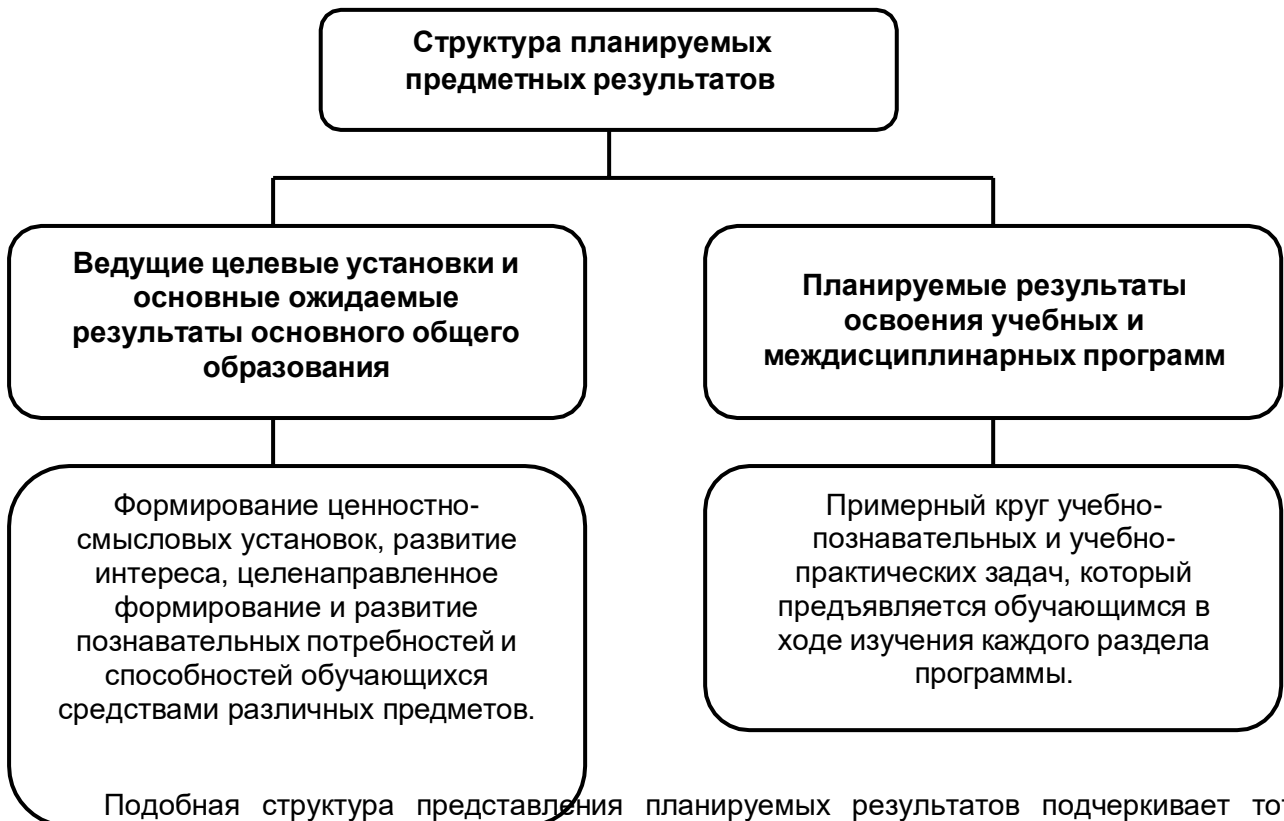 Структура планируемых
предметных результатов
Ведущие целевые установки и
основные ожидаемые
результаты основного общего
образования
Планируемые результаты
освоения учебных и
междисциплинарных программ
Формирование ценностно-
смысловых установок, развитие
интереса, целенаправленное
формирование и развитие
познавательных потребностей и
способностей обучающихся
средствами различных предметов.
Примерный круг учебно-
познавательных и учебно-
практических задач, который
предъявляется обучающимся в
ходе изучения каждого раздела
программы.
Подобная структура представления планируемых результатов подчеркивает тот